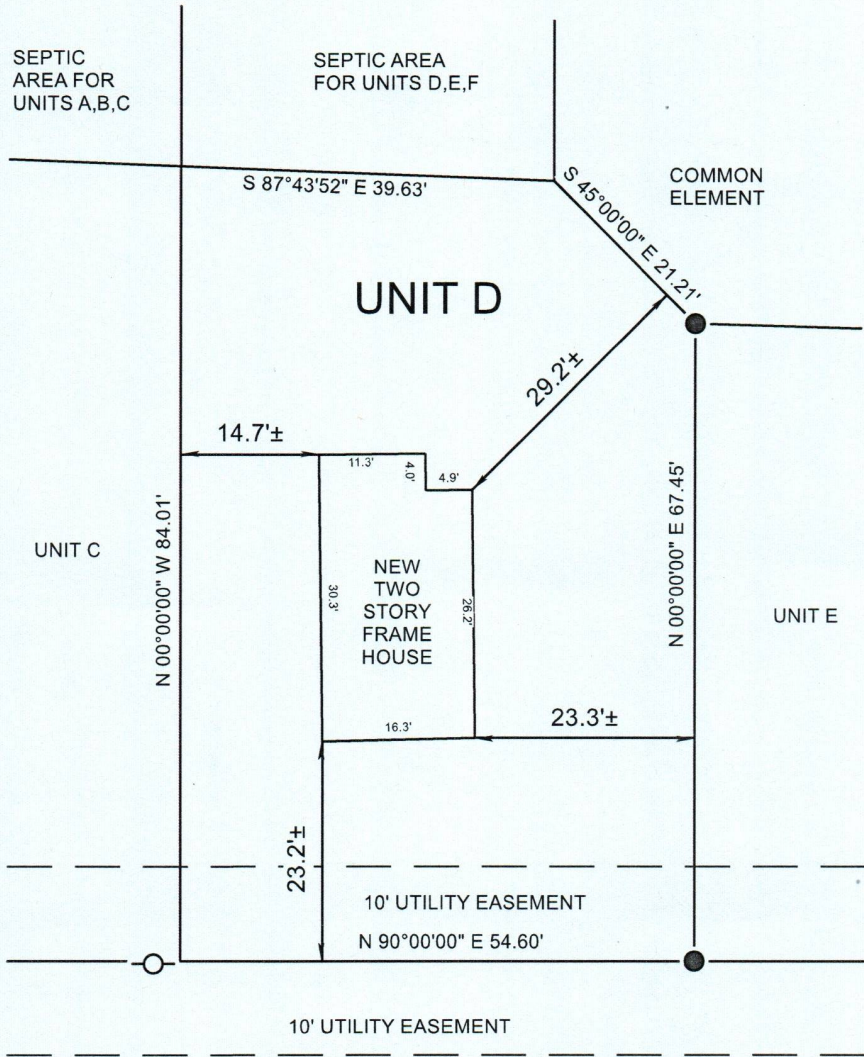 SEPTIC
AREA FOR
UNITS A,B,C
SEPTIC AREA
FOR UNITS D,E,F
COMMON
ELEMENT
S 87°43'52" E 39.63'
S 45°00'00" E 21.21'
UNIT D
29.2'±
14.7'±
11.3'
4.0'
4.9'
N 00°00'00" W 84.01'
N 00°00'00" E 67.45'
UNIT C
NEW
TWO
STORY
FRAME
HOUSE
30.3'
26.2'
UNIT E
16.3'
23.3'±
23.2'±
10' UTILITY EASEMENT
N 90°00'00" E 54.60'
10' UTILITY EASEMENT